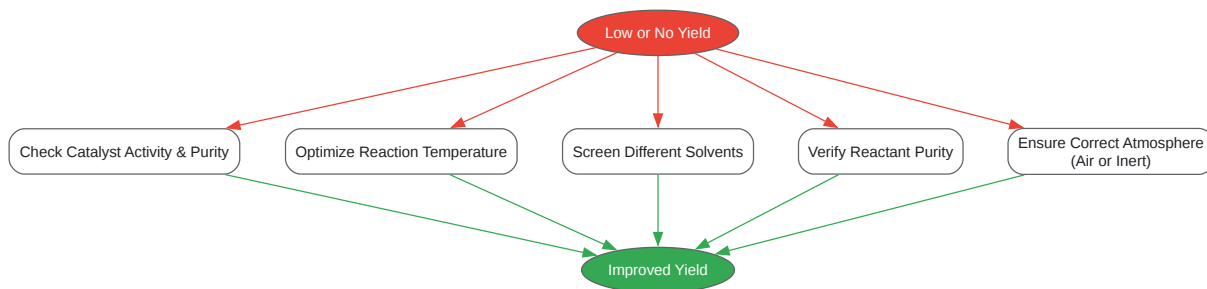 Low or No Yield
Check Catalyst Activity & Purity
Optimize Reaction Temperature
Screen Different Solvents
Verify Reactant Purity
Ensure Correct Atmosphere
(Air or Inert)
Improved Yield